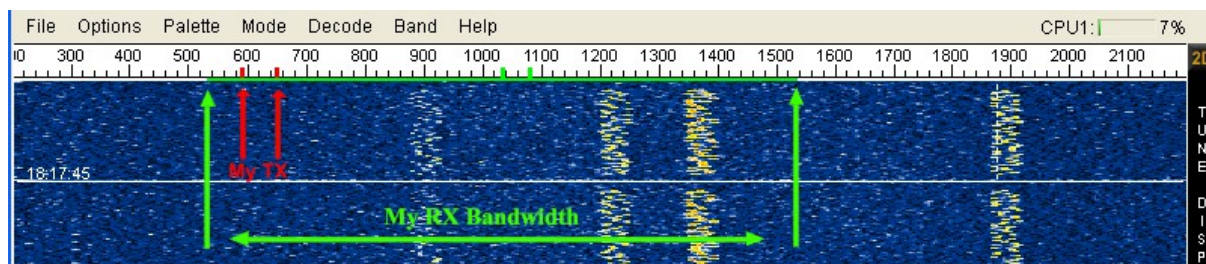 File Options Palette Mode Decode Band Help CPU1: 7%
300 400 500 600 700 800 900 1000 1100 1200 1300 1400 1500 1600 1700 1800 1900 2000 2100
2D
My TX
18:17:45
My RX Bandwidth
T
U
N
E
D
I
S
P